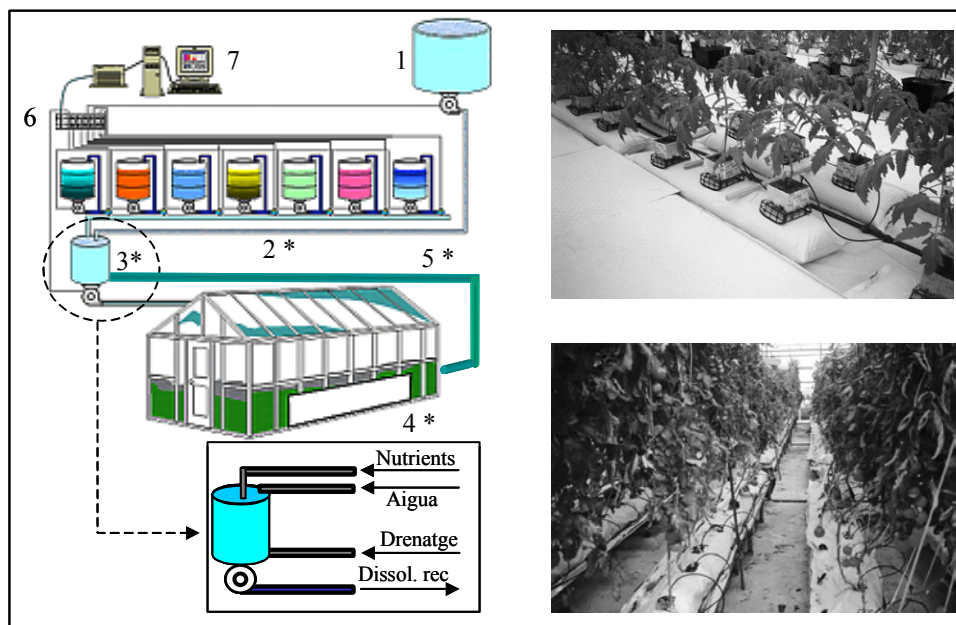 7
1
6
3*
2 *
5 *
4 *
Nutrients
Aigua
Drenatge
Dissol. rec